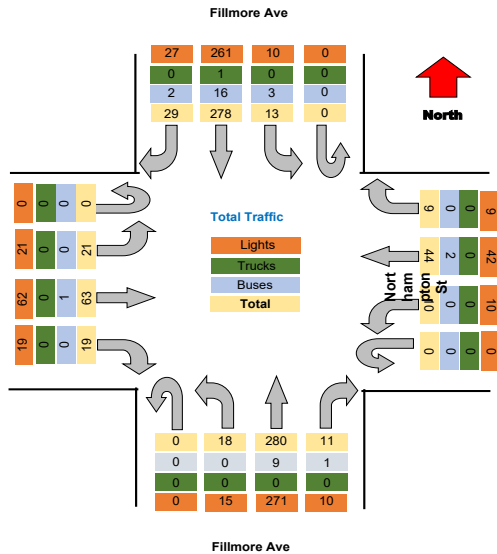 Fillmore Ave
27 261 10 0
0 1 0 0
2 16 3 0
29 278 13 0
North
0 0 0 0
21 0 0 21
62 0 1 63
19 0 0 19
Total Traffic
Lights
Trucks
Buses
Total
9 0 0 9
44 2 0 42
10 0 0 10
0 0 0 0
Nort
ham
pton
St
0 18 280 11
0 0 9 1
0 0 0 0
0 15 271 10
Fillmore Ave